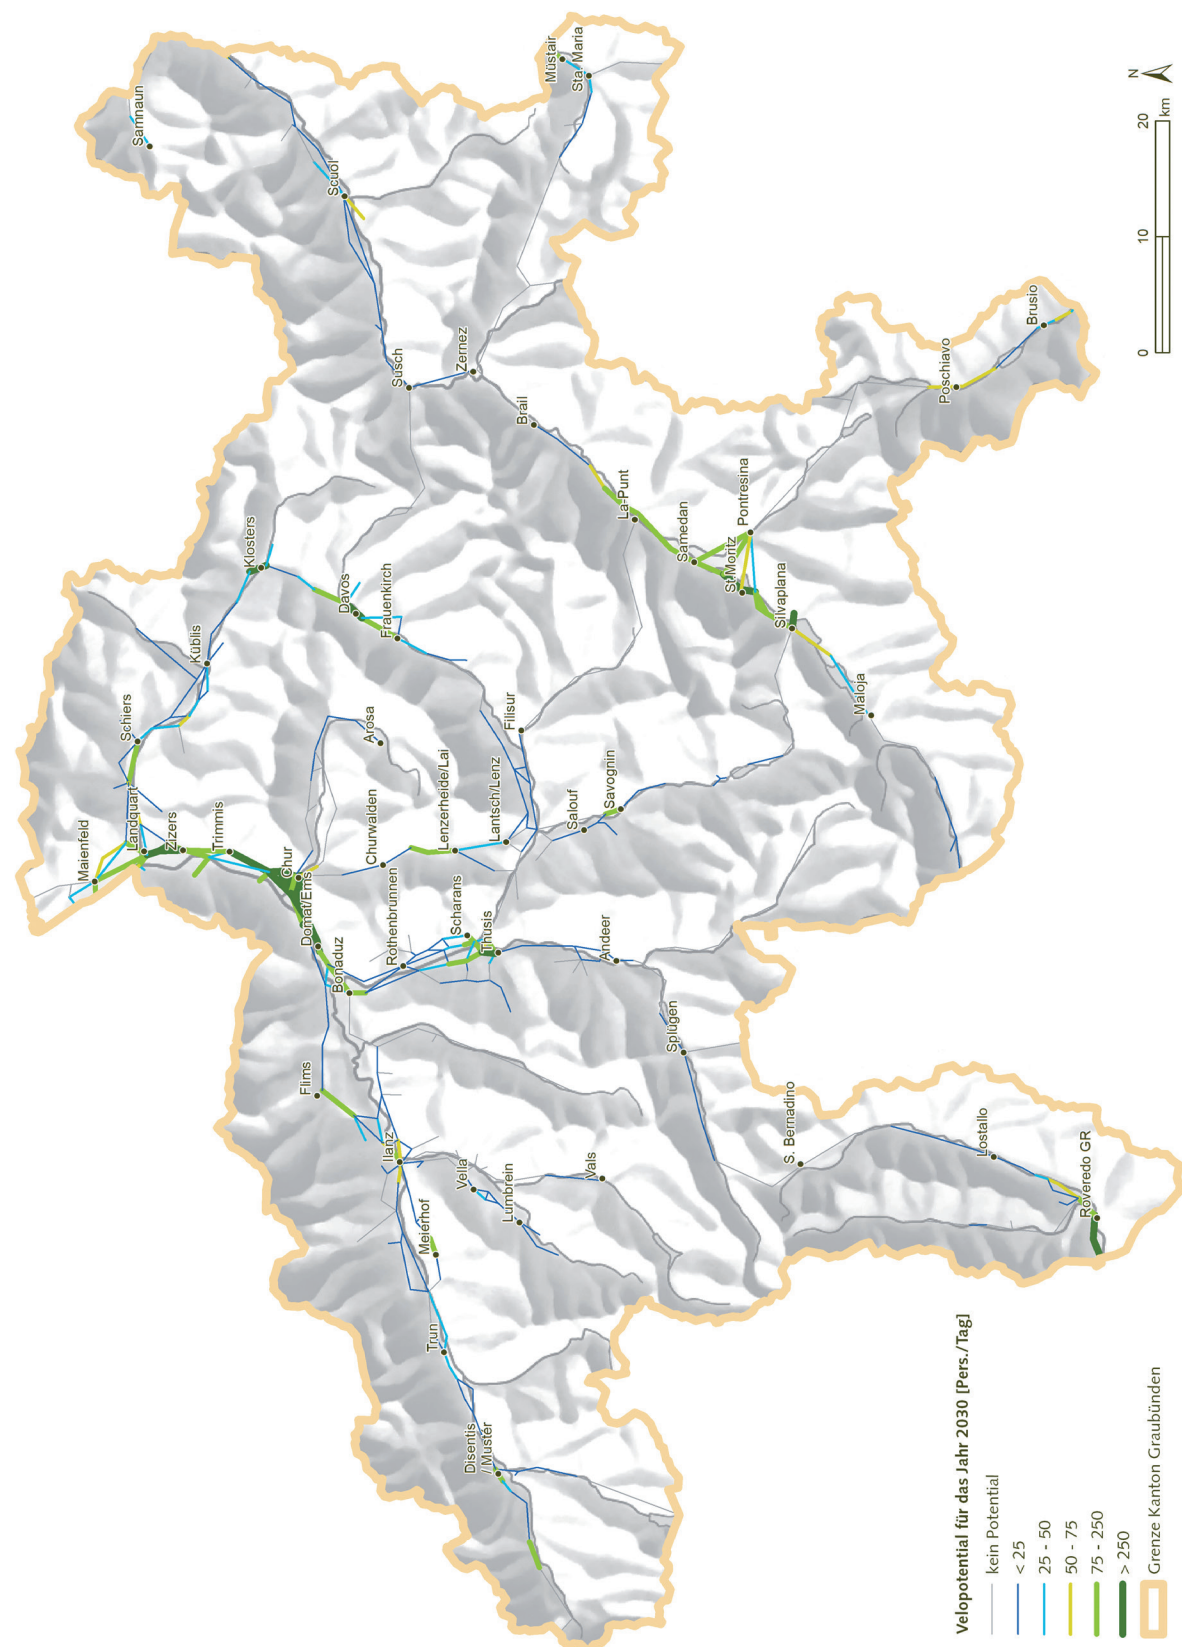 Samnaun
Müstair
Sta. Maria
Scuol
Susch
Zernez
Brail
Brusio
Poschiavo
La-Punt
Samedan
Pontresina
St.Moritz
Silvaplana
Maloja
Klosters
Davos
Frauenkirch
Küblis
Schiers
Filisur
Arosa
Savognin
Salouf
Maienfeld
Landquart
Zizers
Trimmis
Chur
Churwalden
Lenzerheide/Lai
Lantsch/Lenz
Domat/Ems
Bonaduz
Rothenbrunnen
Scharans
Thusis
Andeer
Splügen
Flims
Ilanz
Vella
Lumbrein
Vals
S. Bernadino
Lostallo
Roveredo GR
Meierhof
Trun
Disentis
/ Muster
Velopotential für das Jahr 2030 [Pers./Tag]
kein Potential
< 25
25 - 50
50 - 75
75 - 250
> 250
Grenze Kanton Graubünden
0 10 20
km
N